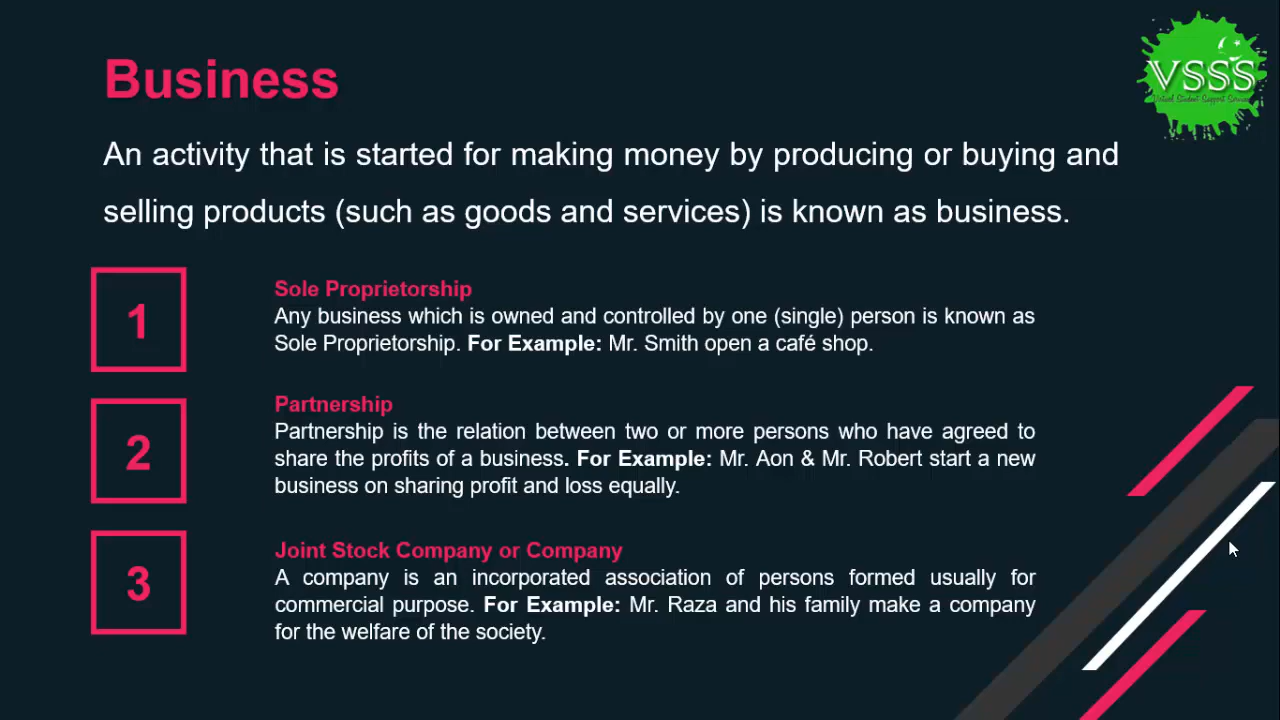 Business
VSSS
Virtual Student Support Services
An activity that is started for making money by producing or buying and
selling products (such as goods and services) is known as business.
1
Sole Proprietorship
Any business which is owned and controlled by one (single) person is known as
Sole Proprietorship. For Example: Mr. Smith open a café shop.
2
Partnership
Partnership is the relation between two or more persons who have agreed to
share the profits of a business. For Example: Mr. Aon & Mr. Robert start a new
business on sharing profit and loss equally.
3
Joint Stock Company or Company
A company is an incorporated association of persons formed usually for
commercial purpose. For Example: Mr. Raza and his family make a company
for the welfare of the society.